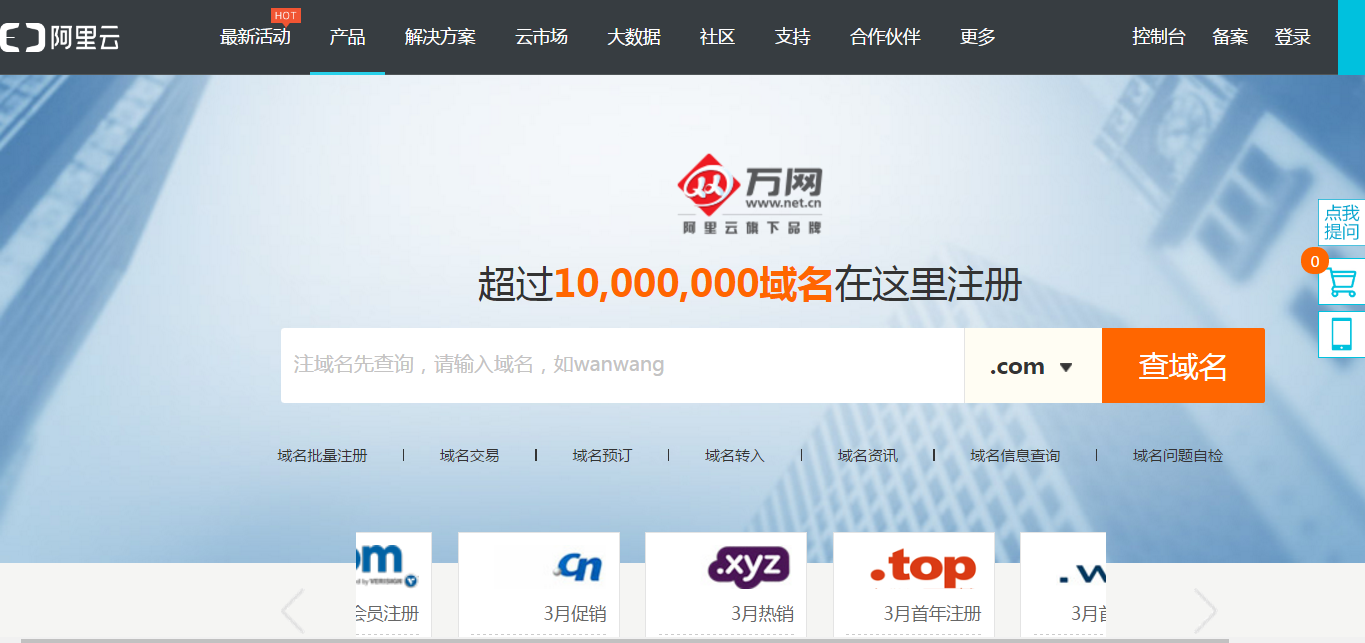 HOT
阿里云 最新活动 产品 解决方案 云市场 大数据 社区 支持 合作伙伴 更多 控制台 备案 登录
万网
www.net.cn
阿里云旗下品牌
点我
提问
0
超过10,000,000域名在这里注册
注域名先查询，请输入域名，如wanwang .com 查域名
域名批量注册 | 域名交易 | 域名预订 | 域名转入 | 域名资讯 | 域名信息查询 | 域名问题自检
om .cn .xyz .top .w
by VERISIGN
会员注册 3月促销 3月热销 3月首年注册 3月首